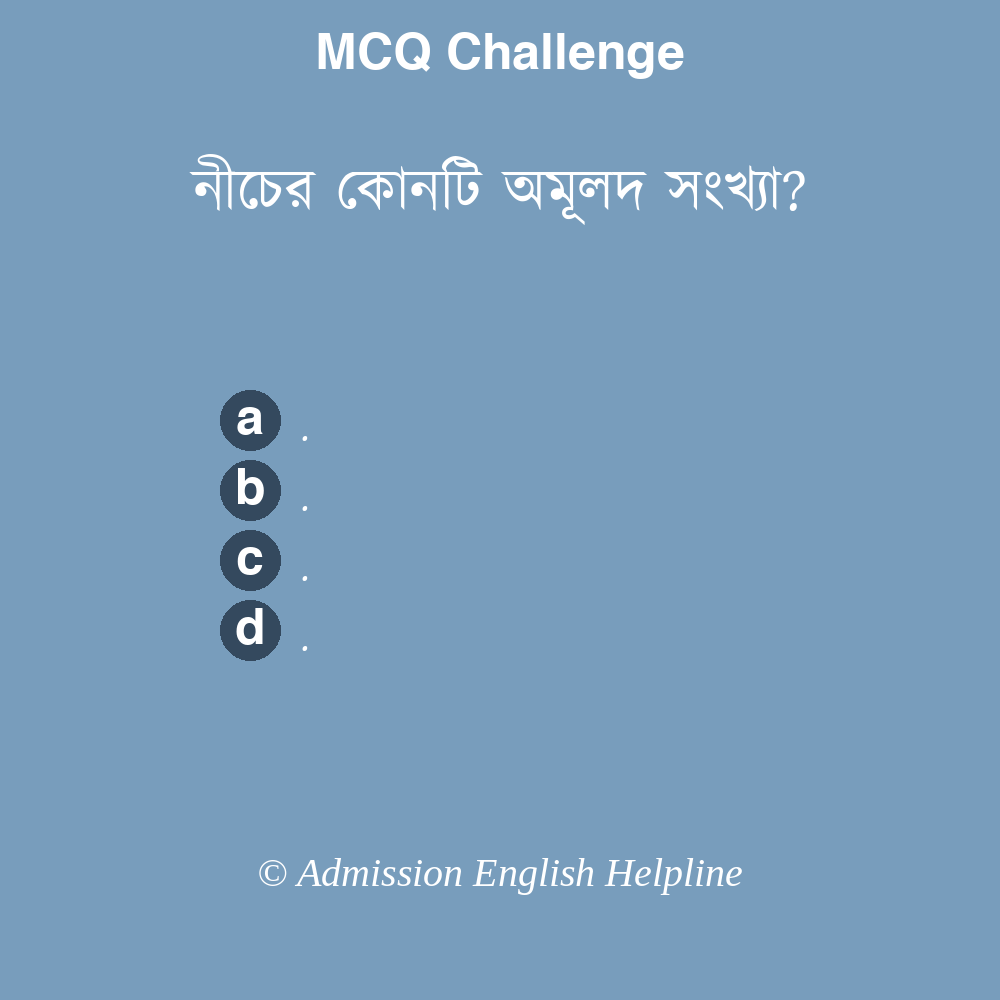 MCQ Challenge
নীচের কোনটি অমূলদ সংখ্যা?
a .
b .
c .
d .
© Admission English Helpline